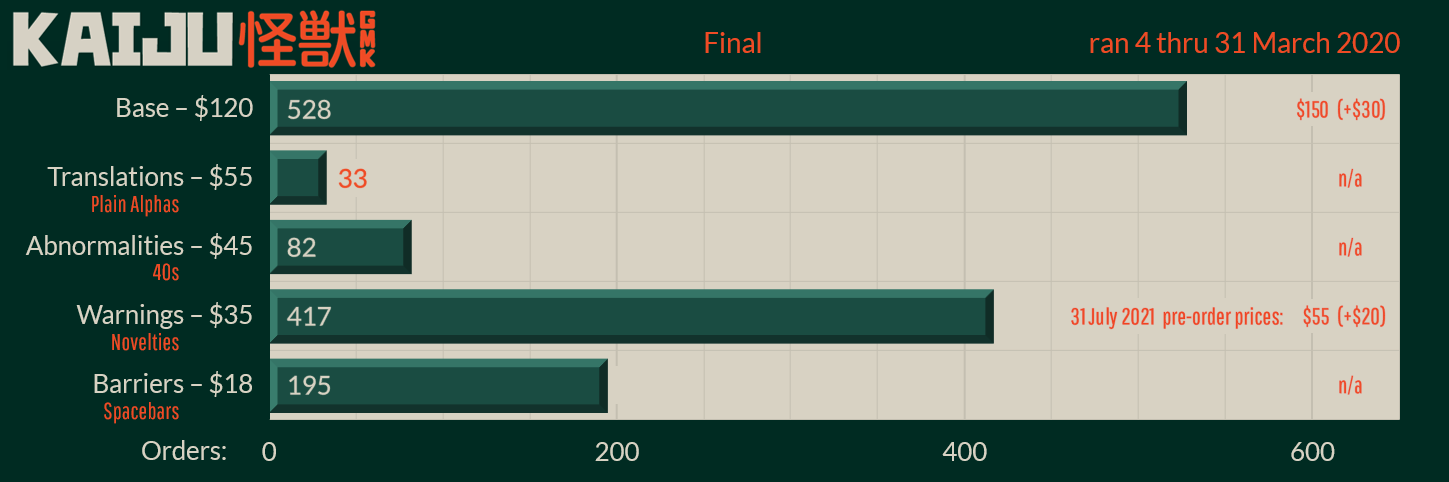 KAIJU 怪獣 GMK
Final
ran 4 thru 31 March 2020
Base – $120
528
$150 (+$30)
Translations – $55
Plain Alphas
33
n/a
Abnormalities – $45
40s
82
n/a
Warnings – $35
Novelties
417
31 July 2021 pre-order prices: $55 (+$20)
Barriers – $18
Spacebars
195
n/a
Orders: 0 200 400 600